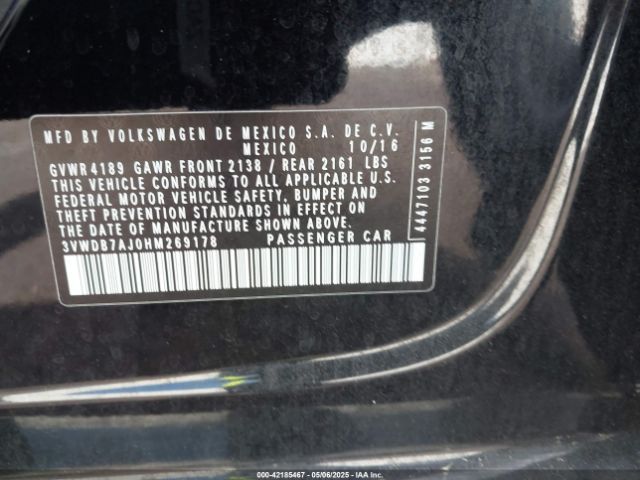 MFD BY VOLKSWAGEN DE MEXICO S.A. DE C.V.
MEXICO 10/16
GVWR 4189 GAWR FRONT 2138 / REAR 2161 LBS
THIS VEHICLE CONFORMS TO ALL APPLICABLE U.S.
FEDERAL MOTOR VEHICLE SAFETY, BUMPER AND
THEFT PREVENTION STANDARDS IN EFFECT ON
THE DATE OF MANUFACTURE SHOWN ABOVE
3VWDB7AJ0HM269178 PASSENGER CAR
4447103 3156 M
000-42185467 05/06/2025 IAA INC.